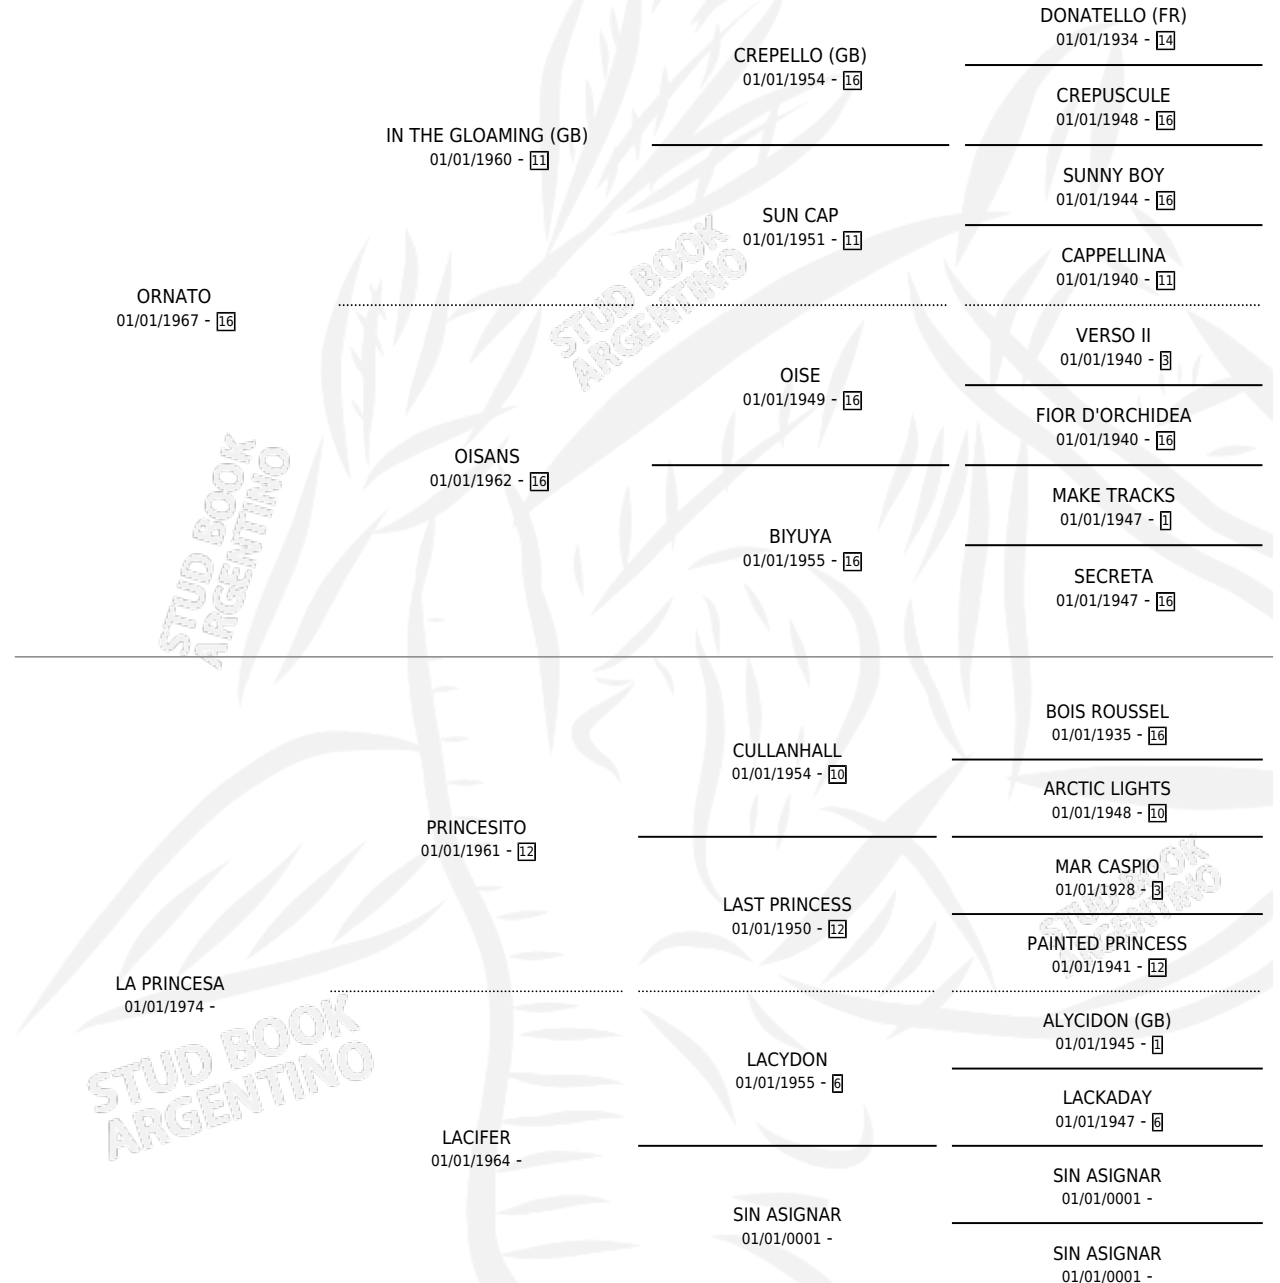 DONATELLO (FR)
01/01/1934 - 14
CREPELLO (GB)
01/01/1954 - 16
CREPUSCULE
01/01/1948 - 16
IN THE GLOAMING (GB)
01/01/1960 - 11
SUNNY BOY
01/01/1944 - 16
SUN CAP
01/01/1951 - 11
CAPPELLINA
01/01/1940 - 11
ORNATO
01/01/1967 - 16
VERSO II
01/01/1940 - 3
OISE
01/01/1949 - 16
FIOR D'ORCHIDEA
01/01/1940 - 16
OISANS
01/01/1962 - 16
MAKE TRACKS
01/01/1947 - 1
BIYUYA
01/01/1955 - 16
SECRETA
01/01/1947 - 16
STUD BOOK
ARGENTINO
STUD BOOK
ARGENTINO
BOIS ROUSSEL
01/01/1935 - 16
CULLANHALL
01/01/1954 - 10
ARCTIC LIGHTS
01/01/1948 - 10
PRINCESITO
01/01/1961 - 12
MAR CASPIO
01/01/1928 - 3
LAST PRINCESS
01/01/1950 - 12
PAINTED PRINCESS
01/01/1941 - 12
LA PRINCESA
01/01/1974 -
ALYCIDON (GB)
01/01/1945 - 1
LACYDON
01/01/1955 - 6
LACKADAY
01/01/1947 - 6
LACIFER
01/01/1964 -
SIN ASIGNAR
01/01/0001 -
SIN ASIGNAR
01/01/0001 -
SIN ASIGNAR
01/01/0001 -
STUD BOOK
ARGENTINO
STUD BOOK
ARGENTINO